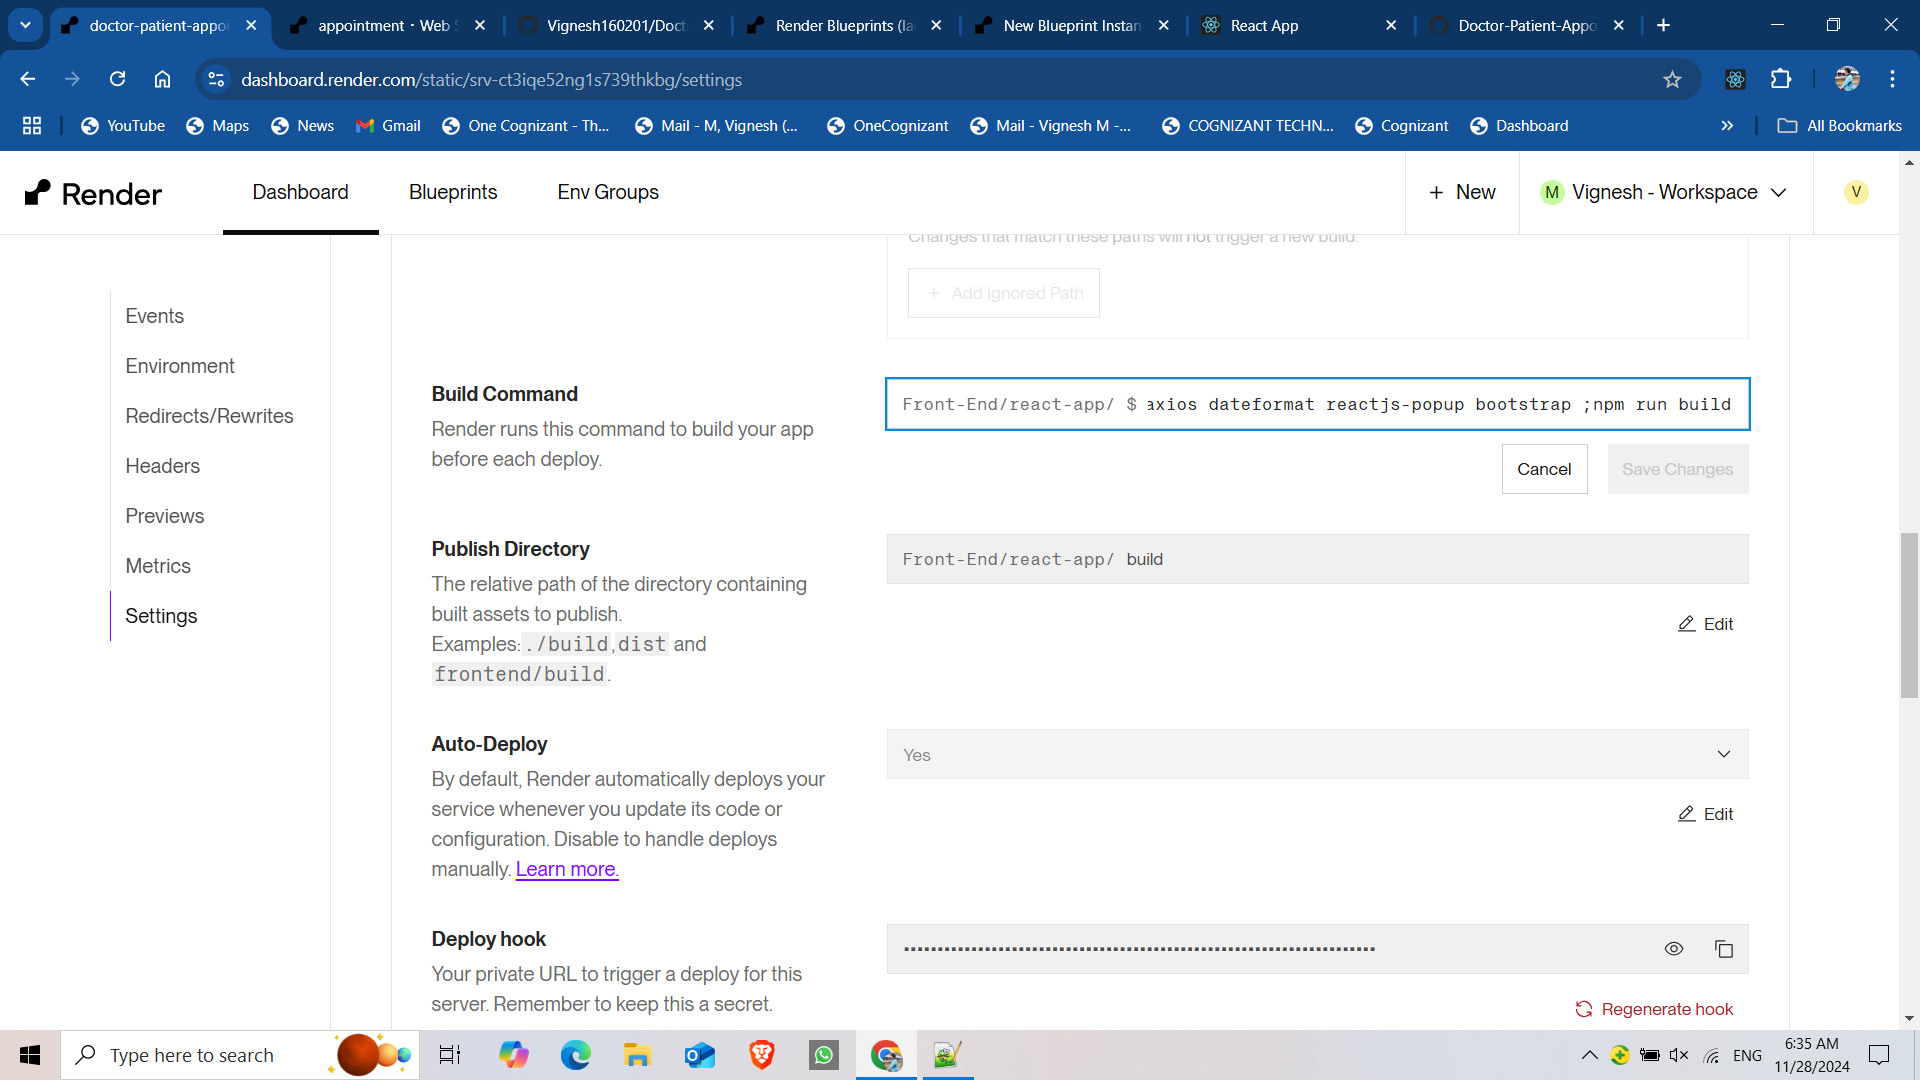 doctor-patient-appoi
appointment · Web S
Vignesh160201/Docto
Render Blueprints (la
New Blueprint Instan
React App
Doctor-Patient-Appo
dashboard.render.com/static/srv-ct3iqe52ng1s739thkbg/settings
YouTube
Maps
News
Gmail
One Cognizant - Th...
Mail - M, Vignesh (...
OneCognizant
Mail - Vignesh M -...
COGNIZANT TECHN...
Cognizant
Dashboard
All Bookmarks
Render
Dashboard
Blueprints
Env Groups
+ New
M Vignesh - Workspace
V
Changes that match these paths will not trigger a new build.
+ Add Ignored Path
Events
Environment
Redirects/Rewrites
Headers
Previews
Metrics
Settings
Build Command
Render runs this command to build your app
before each deploy.
Front-End/react-app/ $ axios dateformat reactjs-popup bootstrap ;npm run build
Cancel
Save Changes
Publish Directory
The relative path of the directory containing
built assets to publish.
Examples: ./build, dist and
frontend/build.
Front-End/react-app/ build
Edit
Auto-Deploy
By default, Render automatically deploys your
service whenever you update its code or
configuration. Disable to handle deploys
manually. Learn more.
Yes
Edit
Deploy hook
Your private URL to trigger a deploy for this
server. Remember to keep this a secret.
Regenerate hook
Type here to search
ENG
6:35 AM
11/28/2024